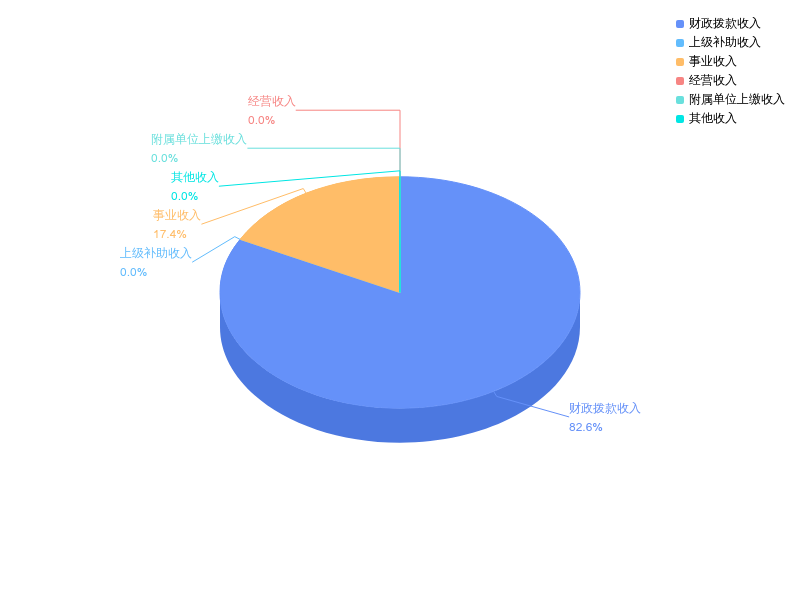 财政拨款收入
上级补助收入
事业收入
经营收入
附属单位上缴收入
其他收入
经营收入
0.0%
附属单位上缴收入
0.0%
其他收入
0.0%
事业收入
17.4%
上级补助收入
0.0%
财政拨款收入
82.6%